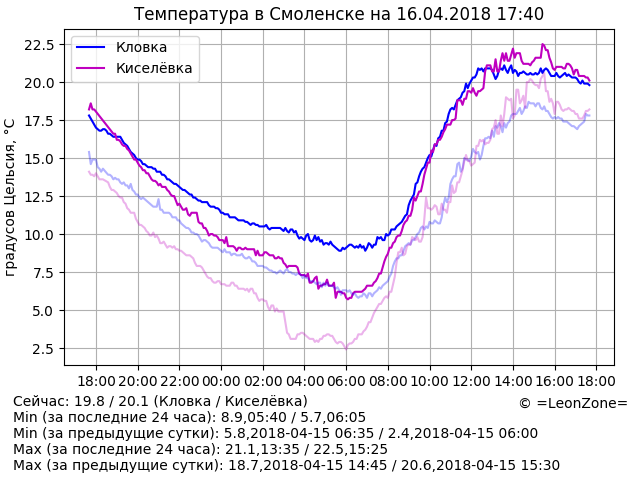 Температура в Смоленске на 16.04.2018 17:40
Кловка
Киселёвка
градусов Цельсия, °C
22.5
20.0
17.5
15.0
12.5
10.0
7.5
5.0
2.5
18:00 20:00 22:00 00:00 02:00 04:00 06:00 08:00 10:00 12:00 14:00 16:00 18:00
Сейчас: 19.8 / 20.1 (Кловка / Киселёвка)
© =LeonZone=
Min (за последние 24 часа): 8.9,05:40 / 5.7,06:05
Min (за предыдущие сутки): 5.8,2018-04-15 06:35 / 2.4,2018-04-15 06:00
Max (за последние 24 часа): 21.1,13:35 / 22.5,15:25
Max (за предыдущие сутки): 18.7,2018-04-15 14:45 / 20.6,2018-04-15 15:30